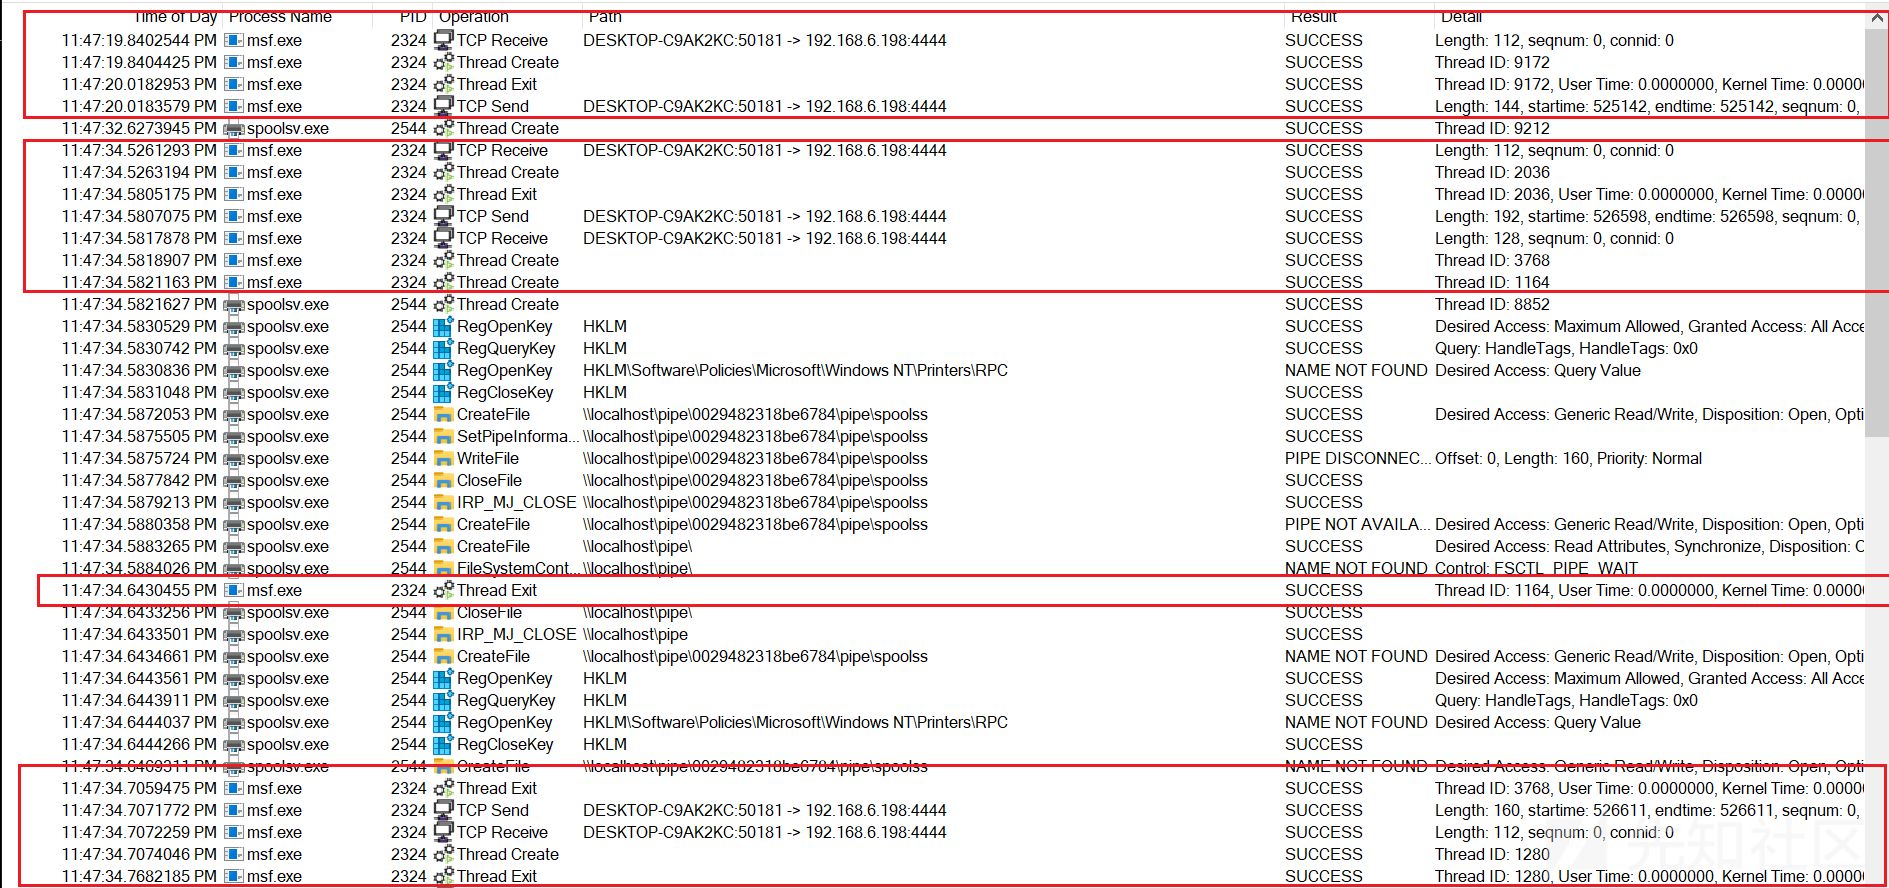 Time of Day Process Name PID Operation Path Result Detail
11:47:19.8402544 PM msf.exe 2324 TCP Receive DESKTOP-C9AK2KC:50181 -> 192.168.6.198:4444 SUCCESS Length: 112, seqnum: 0, connid: 0
11:47:19.8404425 PM msf.exe 2324 Thread Create SUCCESS Thread ID: 9172
11:47:20.0182953 PM msf.exe 2324 Thread Exit SUCCESS Thread ID: 9172, User Time: 0.0000000, Kernel Time: 0.0000
11:47:20.0183579 PM msf.exe 2324 TCP Send DESKTOP-C9AK2KC:50181 -> 192.168.6.198:4444 SUCCESS Length: 144, startime: 525142, endtime: 525142, seqnum: 0,
11:47:32.6273945 PM spoolsv.exe 2544 Thread Create SUCCESS Thread ID: 9212
11:47:34.5261293 PM msf.exe 2324 TCP Receive DESKTOP-C9AK2KC:50181 -> 192.168.6.198:4444 SUCCESS Length: 112, seqnum: 0, connid: 0
11:47:34.5263194 PM msf.exe 2324 Thread Create SUCCESS Thread ID: 2036
11:47:34.5805175 PM msf.exe 2324 Thread Exit SUCCESS Thread ID: 2036, User Time: 0.0000000, Kernel Time: 0.0000
11:47:34.5807075 PM msf.exe 2324 TCP Send DESKTOP-C9AK2KC:50181 -> 192.168.6.198:4444 SUCCESS Length: 192, startime: 526598, endtime: 526598, seqnum: 0,
11:47:34.5817878 PM msf.exe 2324 TCP Receive DESKTOP-C9AK2KC:50181 -> 192.168.6.198:4444 SUCCESS Length: 128, seqnum: 0, connid: 0
11:47:34.5818907 PM msf.exe 2324 Thread Create SUCCESS Thread ID: 3768
11:47:34.5821163 PM msf.exe 2324 Thread Create SUCCESS Thread ID: 1164
11:47:34.5821627 PM spoolsv.exe 2544 Thread Create SUCCESS Thread ID: 8852
11:47:34.5830529 PM spoolsv.exe 2544 RegOpenKey HKLM SUCCESS Desired Access: Maximum Allowed, Granted Access: All Acce
11:47:34.5830742 PM spoolsv.exe 2544 RegQueryKey HKLM SUCCESS Query: HandleTags, HandleTags: 0x0
11:47:34.5830836 PM spoolsv.exe 2544 RegOpenKey HKLM\Software\Policies\Microsoft\Windows NT\Printers\RPC NAME NOT FOUND Desired Access: Query Value
11:47:34.5831048 PM spoolsv.exe 2544 RegCloseKey HKLM SUCCESS
11:47:34.5872053 PM spoolsv.exe 2544 CreateFile \\localhost\pipe\0029482318be6784\pipe\spoolss SUCCESS Desired Access: Generic Read/Write, Disposition: Open, Opti
11:47:34.5875505 PM spoolsv.exe 2544 SetPipeInforma... \\localhost\pipe\0029482318be6784\pipe\spoolss SUCCESS
11:47:34.5875724 PM spoolsv.exe 2544 WriteFile \\localhost\pipe\0029482318be6784\pipe\spoolss PIPE DISCONNEC... Offset: 0, Length: 160, Priority: Normal
11:47:34.5877842 PM spoolsv.exe 2544 CloseFile \\localhost\pipe\0029482318be6784\pipe\spoolss SUCCESS
11:47:34.5879213 PM spoolsv.exe 2544 IRP_MJ_CLOSE \\localhost\pipe\0029482318be6784\pipe\spoolss SUCCESS
11:47:34.5880358 PM spoolsv.exe 2544 CreateFile \\localhost\pipe\0029482318be6784\pipe\spoolss PIPE NOT AVAILA... Desired Access: Generic Read/Write, Disposition: Open, Opti
11:47:34.5883265 PM spoolsv.exe 2544 CreateFile \\localhost\pipe\ SUCCESS Desired Access: Read Attributes, Synchronize, Disposition: O
11:47:34.5884026 PM spoolsv.exe 2544 FileSystemCont... \\localhost\pipe\ NAME NOT FOUND Control: FSCTL_PIPE_WAIT
11:47:34.6430455 PM msf.exe 2324 Thread Exit SUCCESS Thread ID: 1164, User Time: 0.0000000, Kernel Time: 0.0000
11:47:34.6433256 PM spoolsv.exe 2544 CloseFile \\localhost\pipe\ SUCCESS
11:47:34.6433501 PM spoolsv.exe 2544 IRP_MJ_CLOSE \\localhost\pipe SUCCESS
11:47:34.6434661 PM spoolsv.exe 2544 CreateFile \\localhost\pipe\0029482318be6784\pipe\spoolss NAME NOT FOUND Desired Access: Generic Read/Write, Disposition: Open, Opti
11:47:34.6443561 PM spoolsv.exe 2544 RegOpenKey HKLM SUCCESS Desired Access: Maximum Allowed, Granted Access: All Acce
11:47:34.6443911 PM spoolsv.exe 2544 RegQueryKey HKLM SUCCESS Query: HandleTags, HandleTags: 0x0
11:47:34.6444037 PM spoolsv.exe 2544 RegOpenKey HKLM\Software\Policies\Microsoft\Windows NT\Printers\RPC NAME NOT FOUND Desired Access: Query Value
11:47:34.6444266 PM spoolsv.exe 2544 RegCloseKey HKLM SUCCESS
11:47:34.6469311 PM spoolsv.exe 2544 CreateFile \\localhost\pipe\0029482318be6784\pipe\spoolss NAME NOT FOUND Desired Access: Generic Read/Write, Disposition: Open, Opti
11:47:34.7059475 PM msf.exe 2324 Thread Exit SUCCESS Thread ID: 3768, User Time: 0.0000000, Kernel Time: 0.0000
11:47:34.7071772 PM msf.exe 2324 TCP Send DESKTOP-C9AK2KC:50181 -> 192.168.6.198:4444 SUCCESS Length: 160, startime: 526611, endtime: 526611, seqnum: 0,
11:47:34.7072259 PM msf.exe 2324 TCP Receive DESKTOP-C9AK2KC:50181 -> 192.168.6.198:4444 SUCCESS Length: 112, seqnum: 0, connid: 0
11:47:34.7074046 PM msf.exe 2324 Thread Create SUCCESS Thread ID: 1280
11:47:34.7682185 PM msf.exe 2324 Thread Exit SUCCESS Thread ID: 1280, User Time: 0.0000000, Kernel Time: 0.0000
先知社区